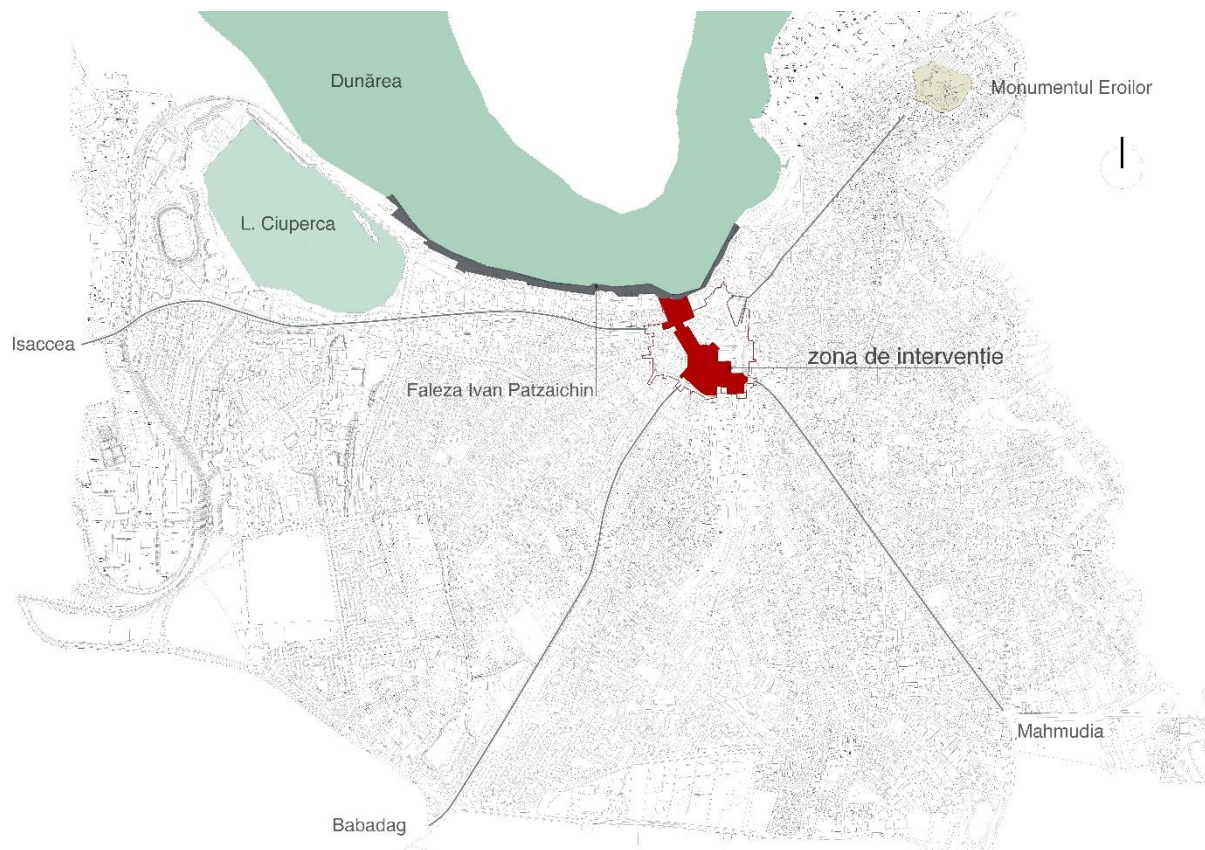 Dunărea
Monumentul Eroilor
L. Ciuperca
Isaccea
zona de intervenție
Faleza Ivan Patzaichin
Mahmudia
Babadag